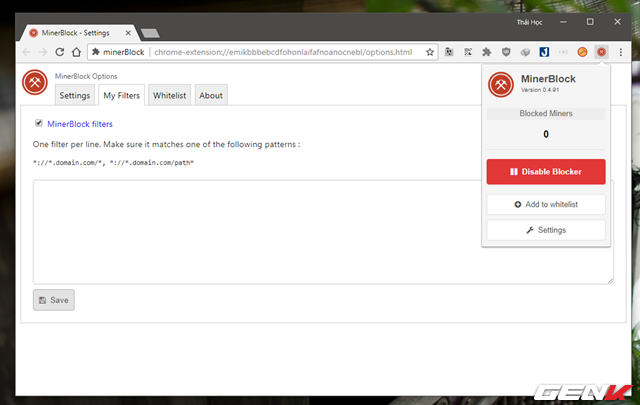 Thái Học
MinerBlock - Settings
minerBlock | chrome-extension://emikbbbebcdfohonlaifafnoanocnebl/options.html
MinerBlock Options
Settings
My Filters
Whitelist
About
MinerBlock filters
One filter per line. Make sure it matches one of the following patterns :
*://*.domain.com/*, *://*.domain.com/path*
Save
MinerBlock
Version 0.4.91
Blocked Miners
0
Disable Blocker
Add to whitelist
Settings
GENK